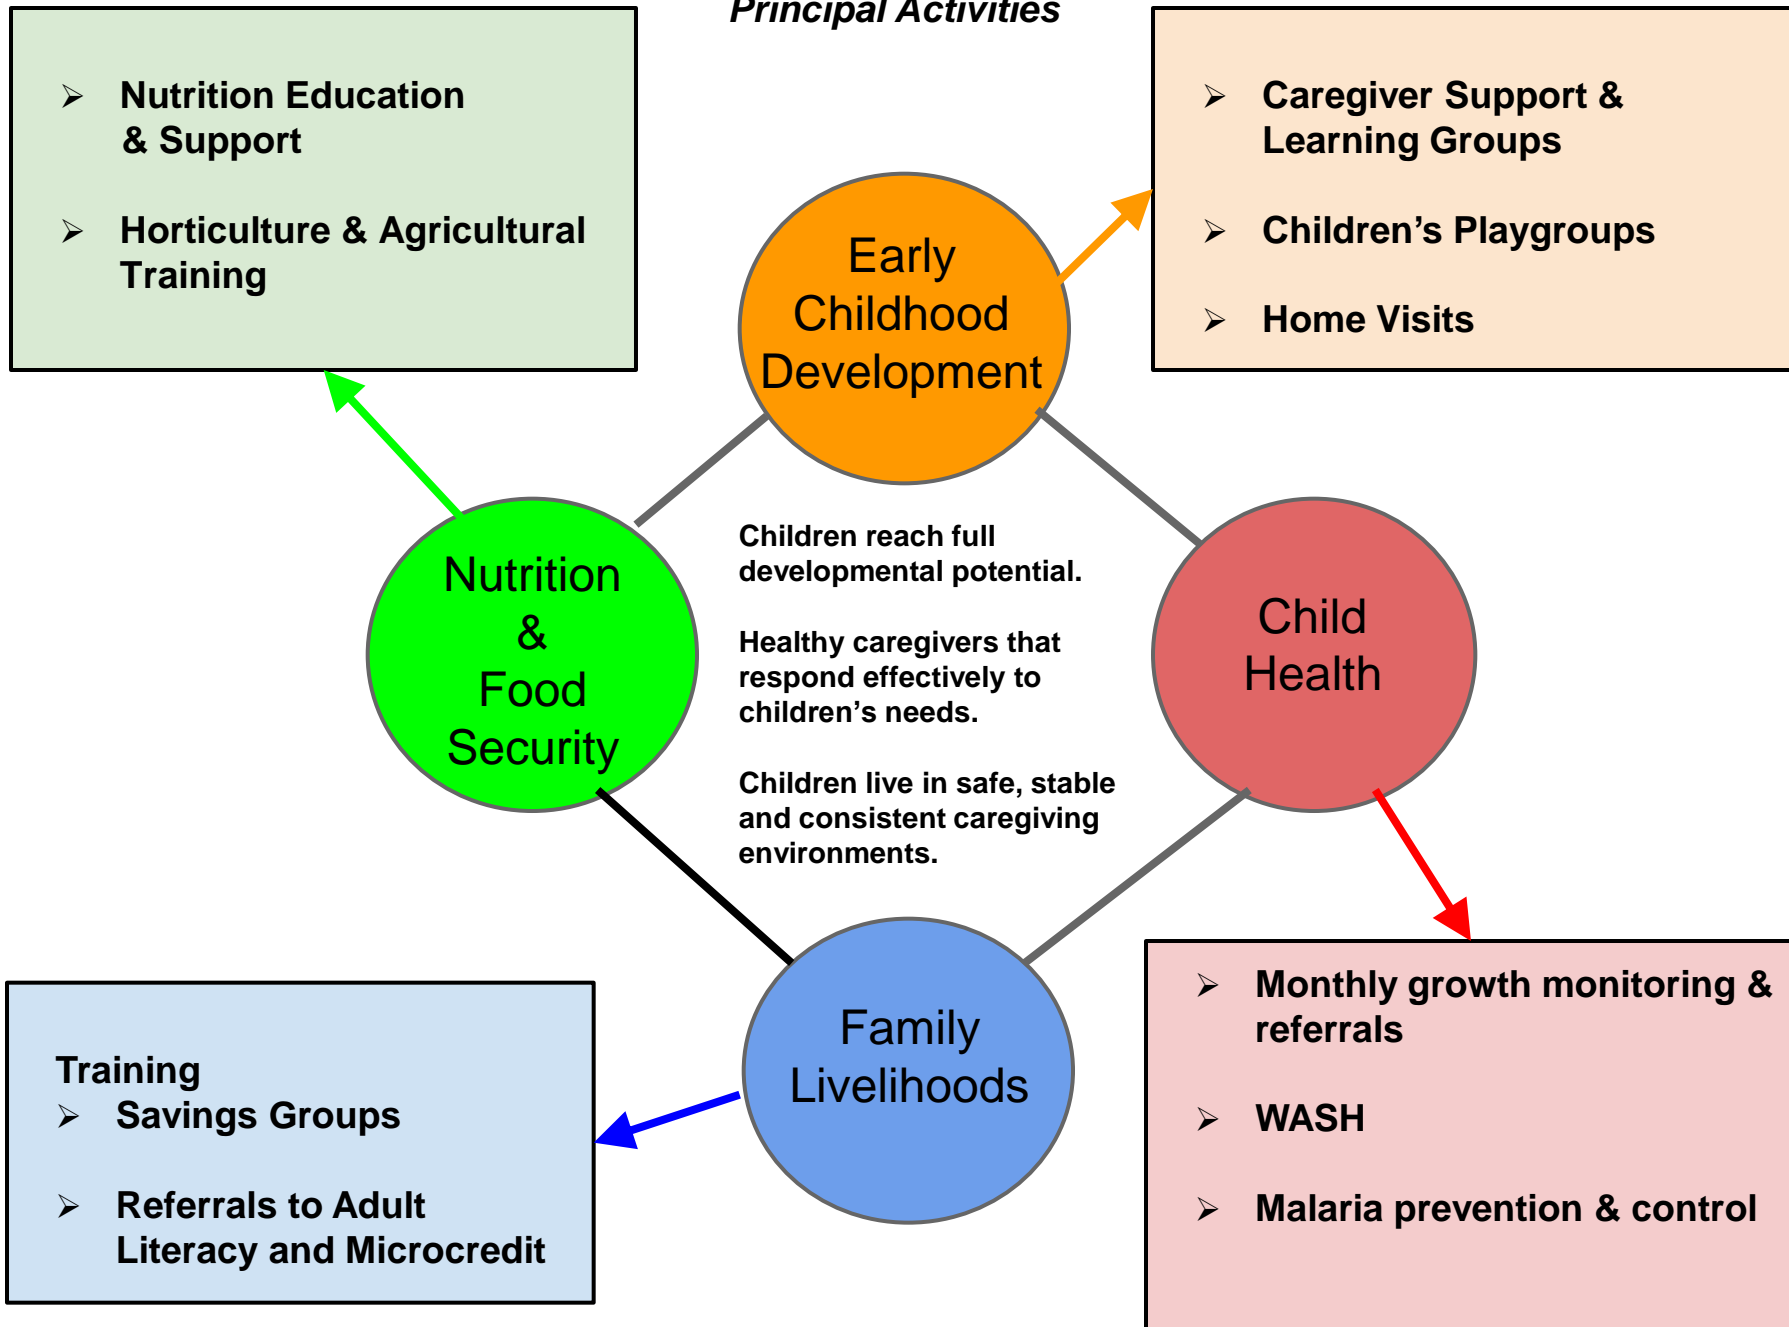 Principal Activities
➢ Nutrition Education
& Support
➢ Horticulture & Agricultural
Training
➢ Caregiver Support &
Learning Groups
➢ Children’s Playgroups
➢ Home Visits
Early
Childhood
Development
Nutrition
&
Food
Security
Children reach full
developmental potential.
Healthy caregivers that
respond effectively to
children’s needs.
Children live in safe, stable
and consistent caregiving
environments.
Child
Health
Family
Livelihoods
Training
➢ Savings Groups
➢ Referrals to Adult
Literacy and Microcredit
➢ Monthly growth monitoring &
referrals
➢ WASH
➢ Malaria prevention & control